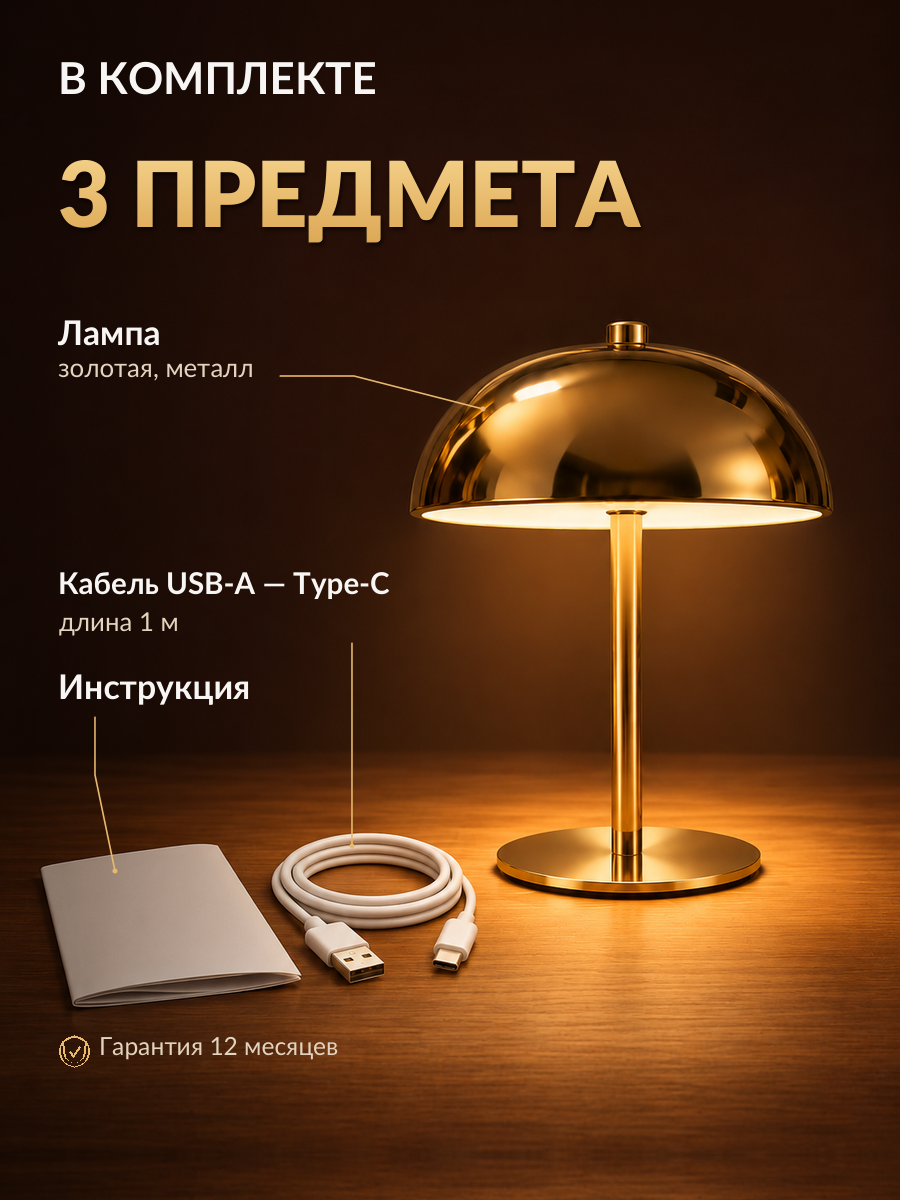 В КОМПЛЕКТЕ
3 ПРЕДМЕТА
Лампа
золотая, металл
Кабель USB-A — Type-C
длина 1 м
Инструкция
Гарантия 12 месяцев